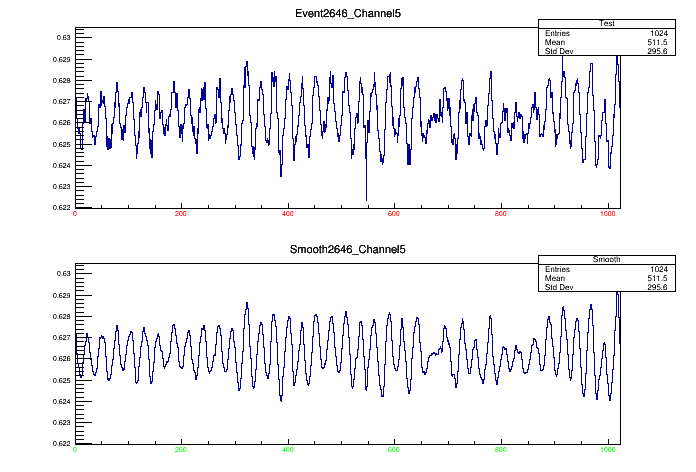 Event2646_Channel5
Test
Entries 1024
Mean 511.5
Std Dev 295.6
0.63
0.629
0.628
0.627
0.626
0.625
0.624
0.623
0.622
0 200 400 600 800 1000
Smooth2646_Channel5
Smooth
Entries 1024
Mean 511.5
Std Dev 295.6
0.63
0.629
0.628
0.627
0.626
0.625
0.624
0.623
0.622
0 200 400 600 800 1000